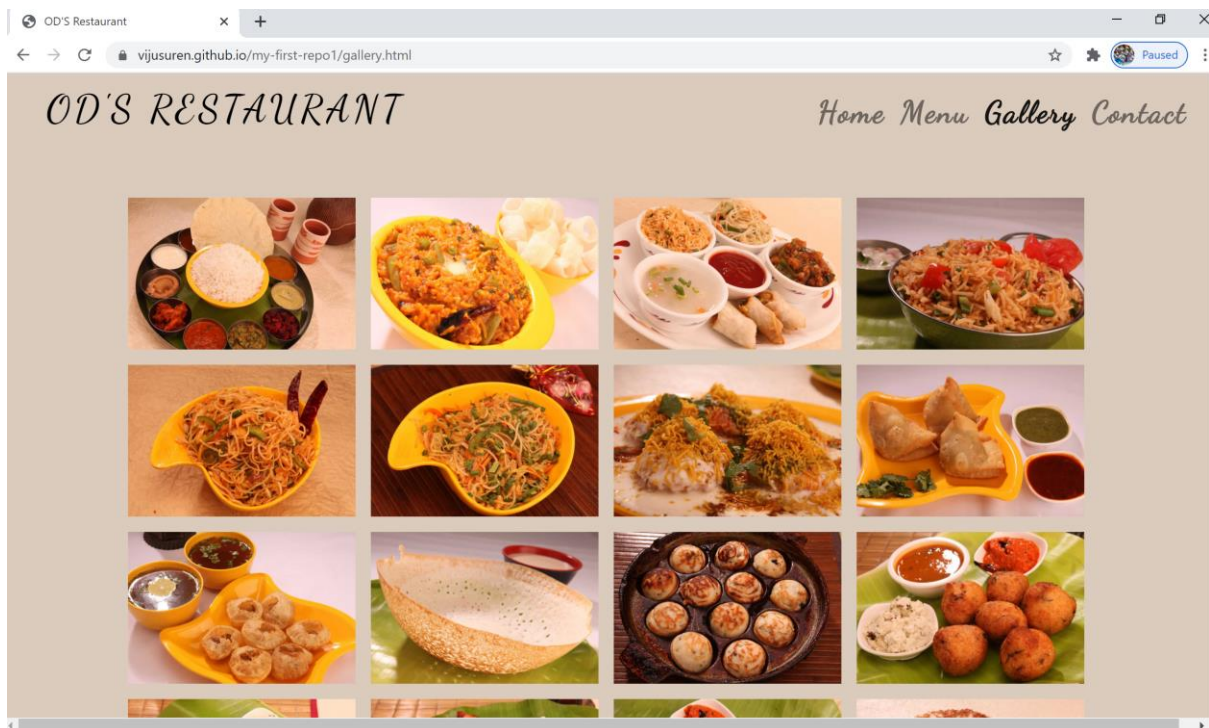 OD'S Restaurant
vijusuren.github.io/my-first-repo1/gallery.html
Paused
OD'S RESTAURANT
Home Menu Gallery Contact